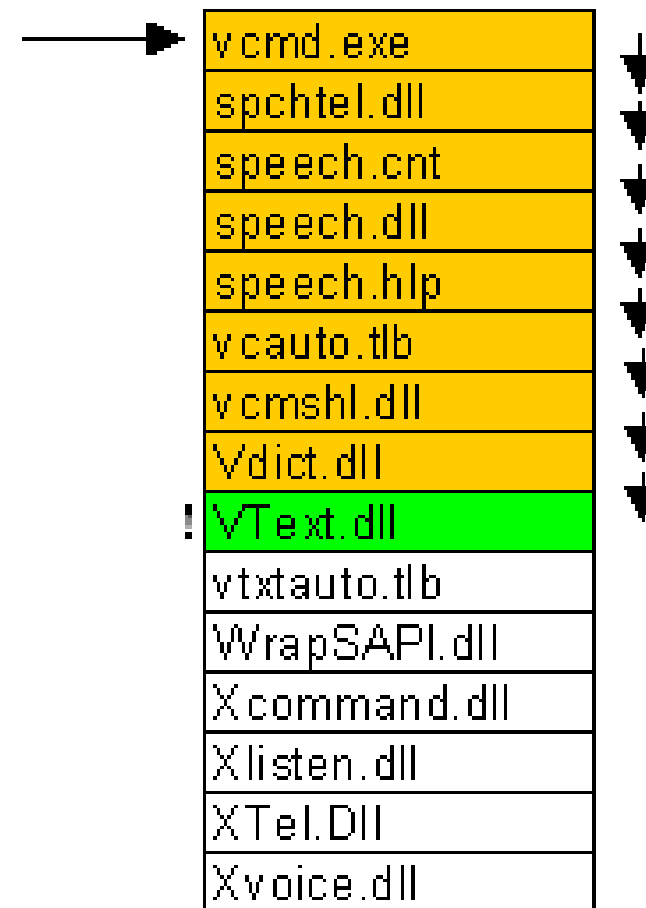 vcmd.exe
spchtel.dll
speech.cnt
speech.dll
speech.hlp
vcauto.tlb
vcmshl.dll
Vdict.dll
! VText.dll
vtxtauto.tlb
WrapSAPI.dll
Xcommand.dll
Xlisten.dll
XTel.Dll
Xvoice.dll